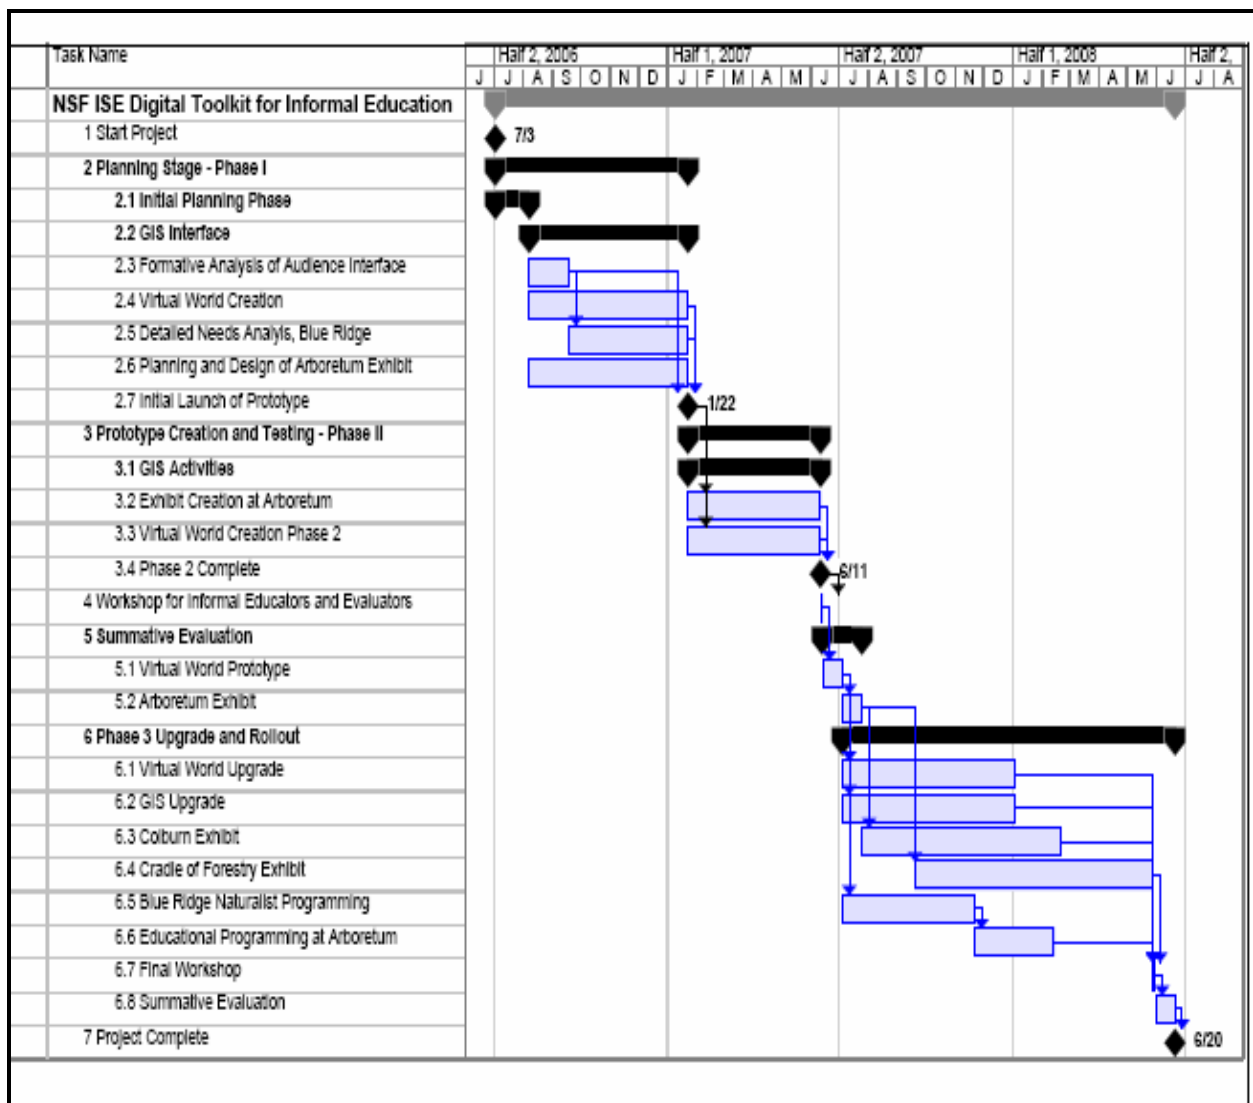 Task Name
Half 2, 2006 Half 1, 2007 Half 2, 2007 Half 1, 2008 Half 2,
J J A S O N D J F M A M J J A S O N D J F M A M J J A
NSF ISE Digital Toolkit for Informal Education
1 Start Project 7/3
2 Planning Stage - Phase I
2.1 Initial Planning Phase
2.2 GIS Interface
2.3 Formative Analysis of Audience Interface
2.4 Virtual World Creation
2.5 Detailed Needs Analyis, Blue Ridge
2.6 Planning and Design of Arboretum Exhibit
2.7 Initial Launch of Prototype 1/22
3 Prototype Creation and Testing - Phase II
3.1 GIS Activities
3.2 Exhibit Creation at Arboretum
3.3 Virtual World Creation Phase 2
3.4 Phase 2 Complete 6/11
4 Workshop for Informal Educators and Evaluators
5 Summative Evaluation
5.1 Virtual World Prototype
5.2 Arboretum Exhibit
6 Phase 3 Upgrade and Rollout
6.1 Virtual World Upgrade
6.2 GIS Upgrade
6.3 Colburn Exhibit
6.4 Cradle of Forestry Exhibit
6.5 Blue Ridge Naturalist Programming
6.6 Educational Programming at Arboretum
6.7 Final Workshop
6.8 Summative Evaluation
7 Project Complete 6/20